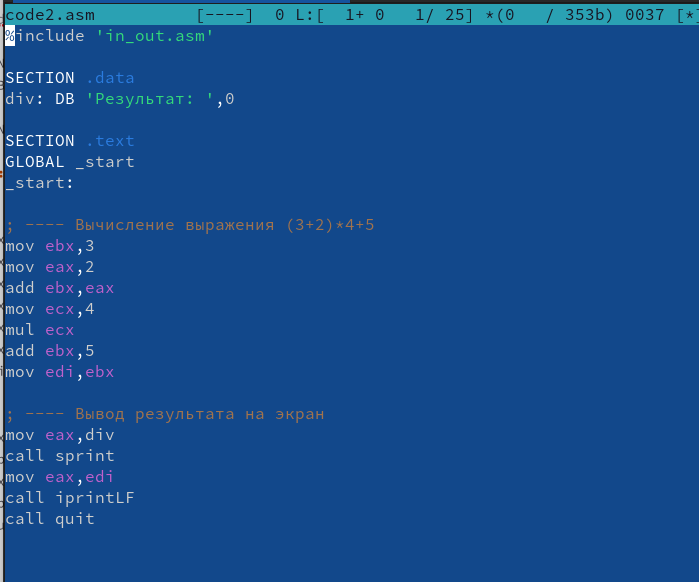 code2.asm [----] 0 L:[ 1+ 0 1/ 25] *(0 / 353b) 0037 [*]
%include 'in_out.asm'
SECTION .data
div: DB 'Результат: ',0
SECTION .text
GLOBAL _start
_start:
; ---- Вычисление выражения (3+2)*4+5
mov ebx,3
mov eax,2
add ebx,eax
mov ecx,4
mul ecx
add ebx,5
mov edi,ebx
; ---- Вывод результата на экран
mov eax,div
call sprint
mov eax,edi
call iprintLF
call quit